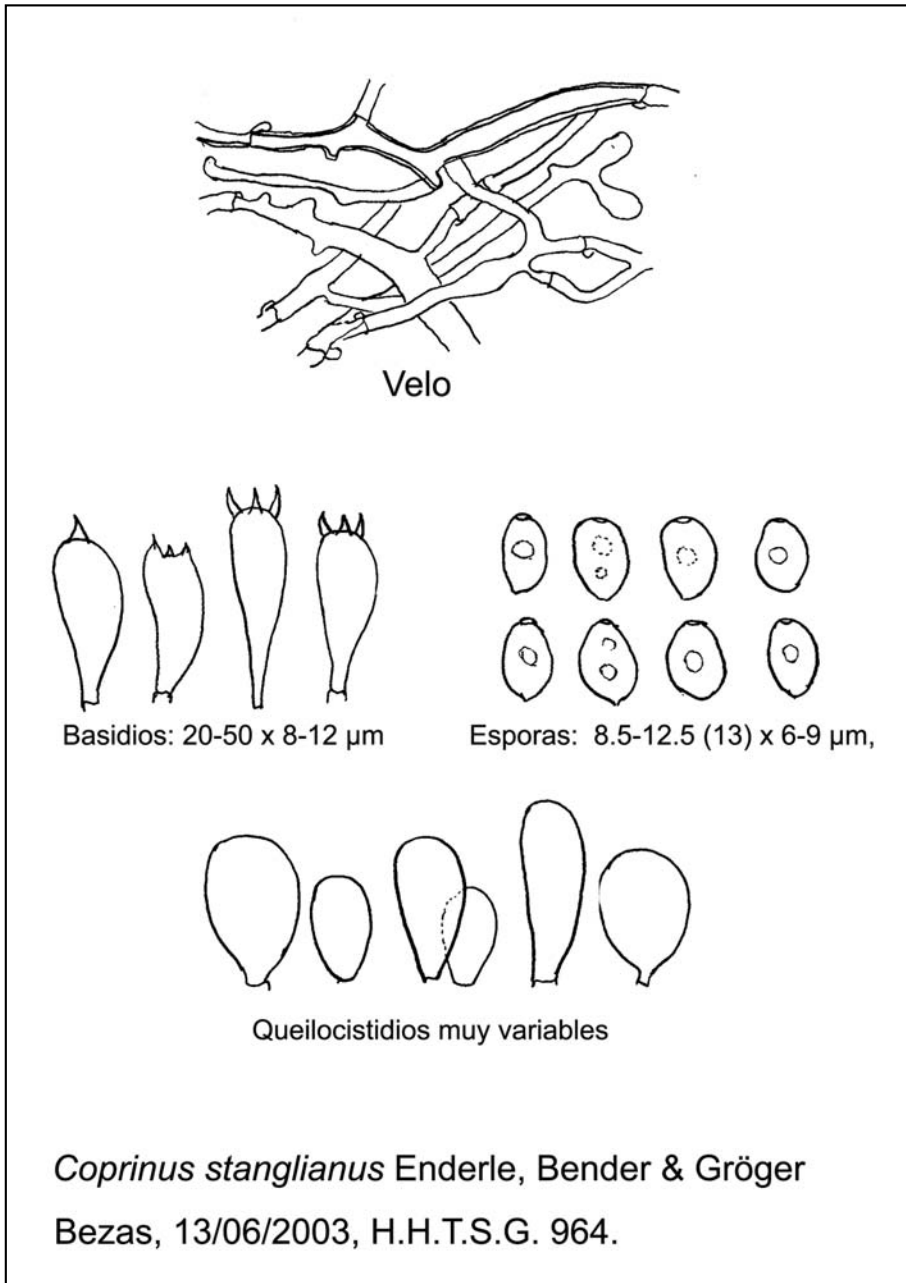 Velo
Basidios: 20-50 x 8-12 µm
Esporas: 8.5-12.5 (13) x 6-9 µm,
Queilocistidios muy variables
Coprinus stanglianus Enderle, Bender & Gröger
Bezas, 13/06/2003, H.H.T.S.G. 964.